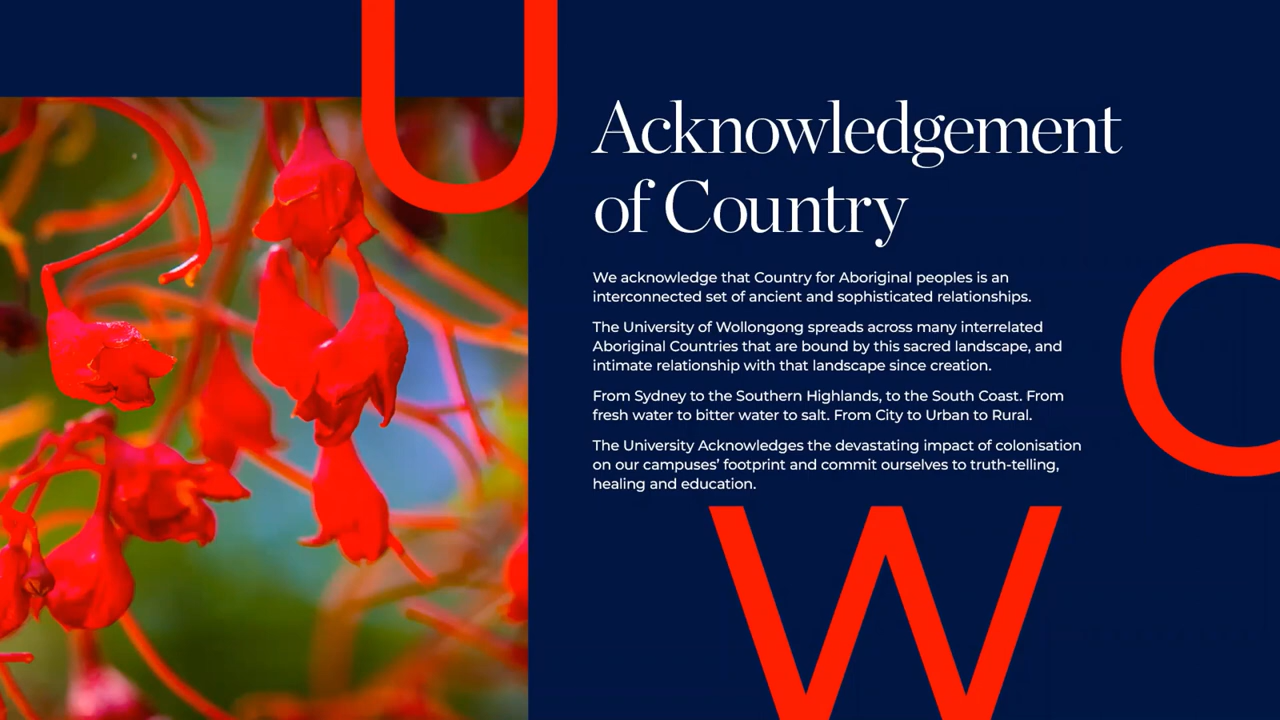 U
Acknowledgement
of Country
We acknowledge that Country for Aboriginal peoples is an
interconnected set of ancient and sophisticated relationships.
The University of Wollongong spreads across many interrelated
Aboriginal Countries that are bound by this sacred landscape, and
intimate relationship with that landscape since creation.
From Sydney to the Southern Highlands, to the South Coast. From
fresh water to bitter water to salt. From City to Urban to Rural.
The University Acknowledges the devastating impact of colonisation
on our campuses’ footprint and commit ourselves to truth-telling,
healing and education.
O
W